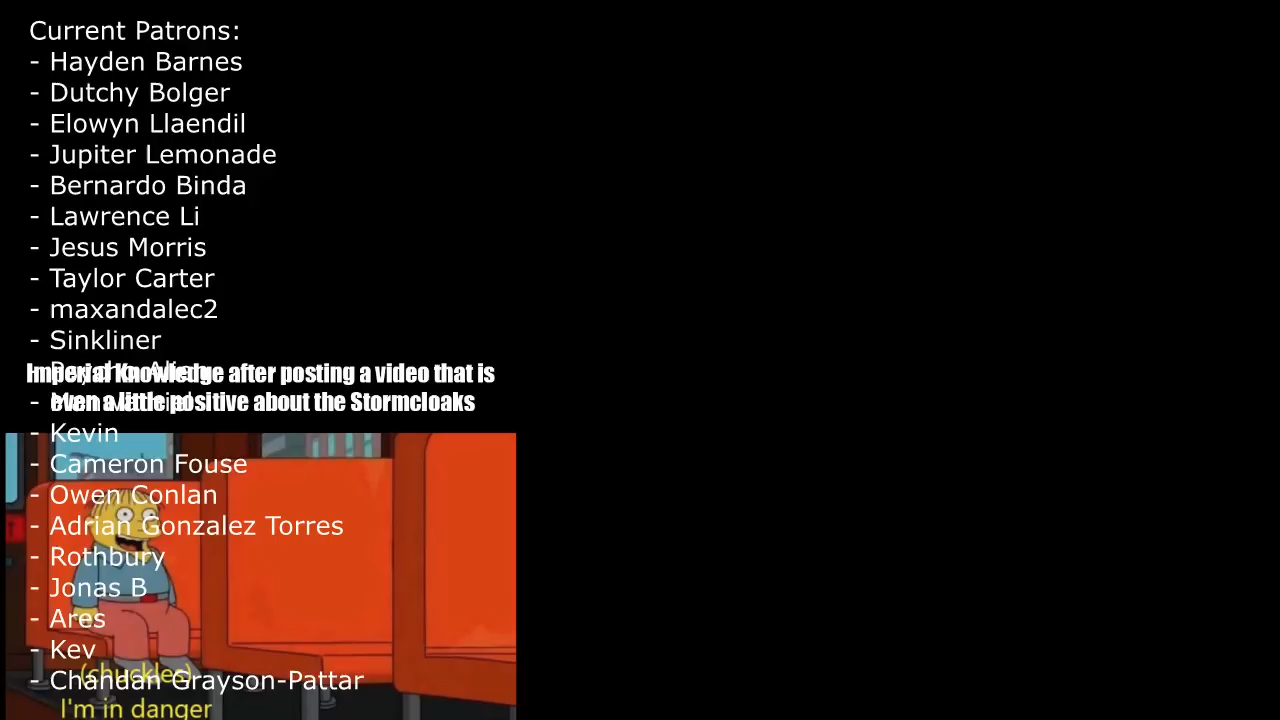 Current Patrons:
- Hayden Barnes
- Dutchy Bolger
- Elowyn Llaendil
- Jupiter Lemonade
- Bernardo Binda
- Lawrence Li
- Jesus Morris
- Taylor Carter
- maxandalec2
- Sinkliner
Imperial Knowledge after posting a video that is
even a little positive about the Stormcloaks
- Kevin
- Cameron Fouse
- Owen Conlan
- Adrian Gonzalez Torres
- Rothbury
- Jonas B
- Ares
- Kev
(chuckles)
- Chandan Grayson-Pattar
I'm in danger